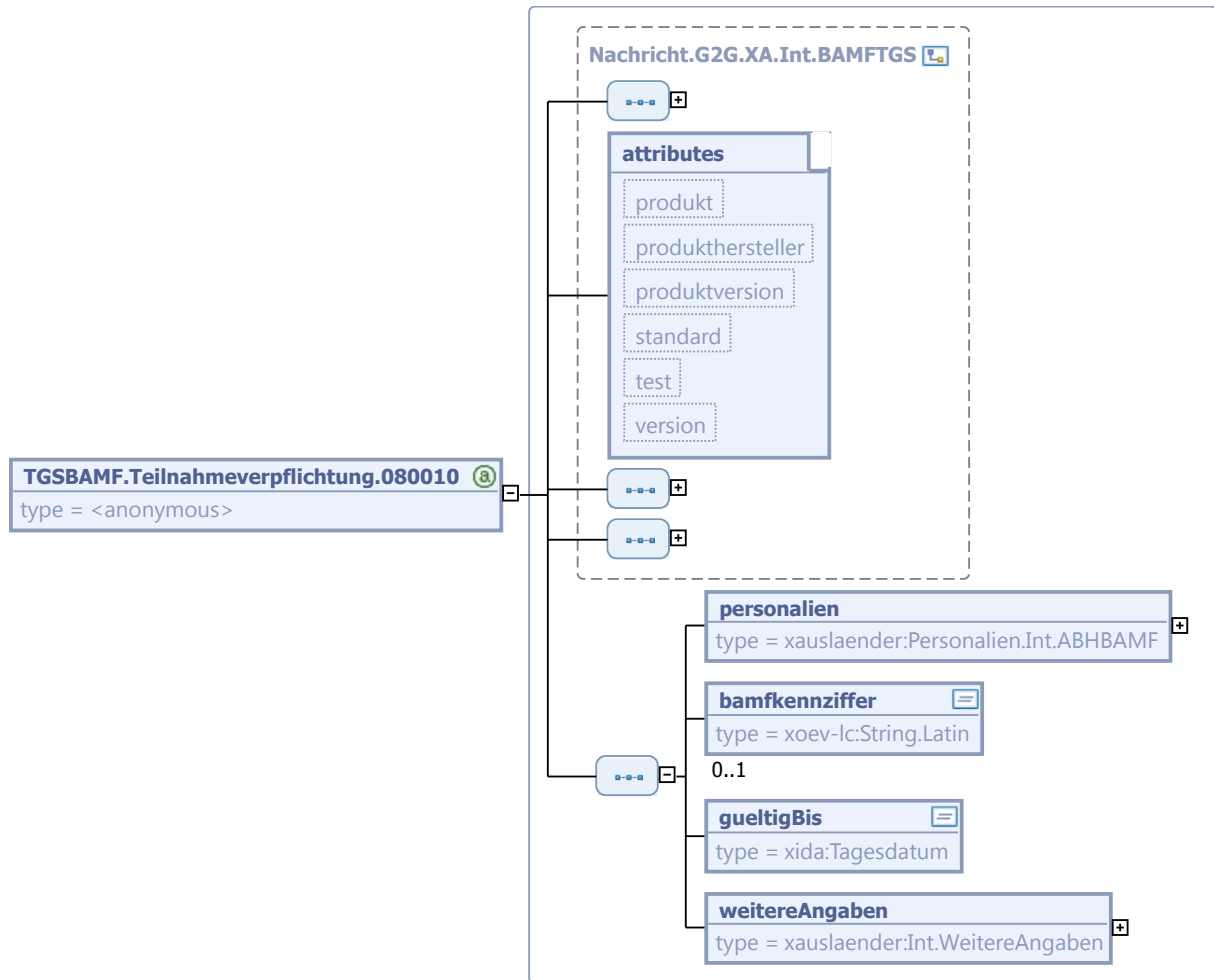 Nachricht.G2G.XA.Int.BAMFTGS
attributes
produkt
produkthersteller
produktversion
standard
test
version
TGSBAMF.Teilnahmeverpflichtung.080010
type = <anonymous>
personalien
type = xauslaender:Personalien.Int.ABHBAMF
bamfkennziffer
type = xoev-lc:String.Latin
0..1
gueltigBis
type = xida:Tagesdatum
weitereAngaben
type = xauslaender:Int.WeitereAngaben